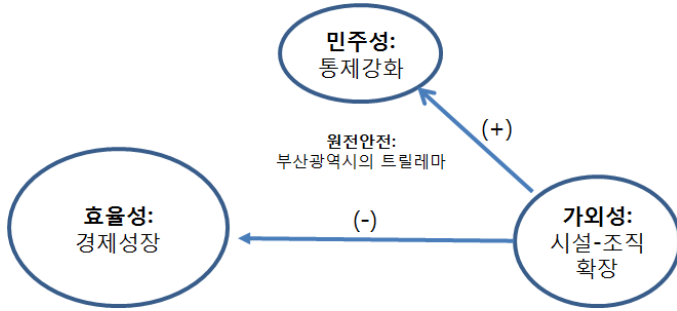 민주성:
통제강화
(+)
원전안전:
부산광역시의 트릴레마
효율성:
경제성장
(-)
가외성:
시설-조직
확장